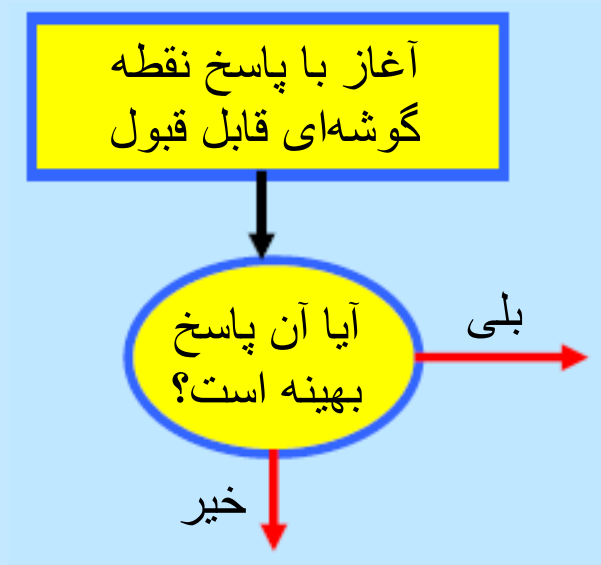 آغاز با پاسخ نقطه
گوشه‌ای قابل قبول
آیا آن پاسخ
بهینه است؟
بلی
خیر